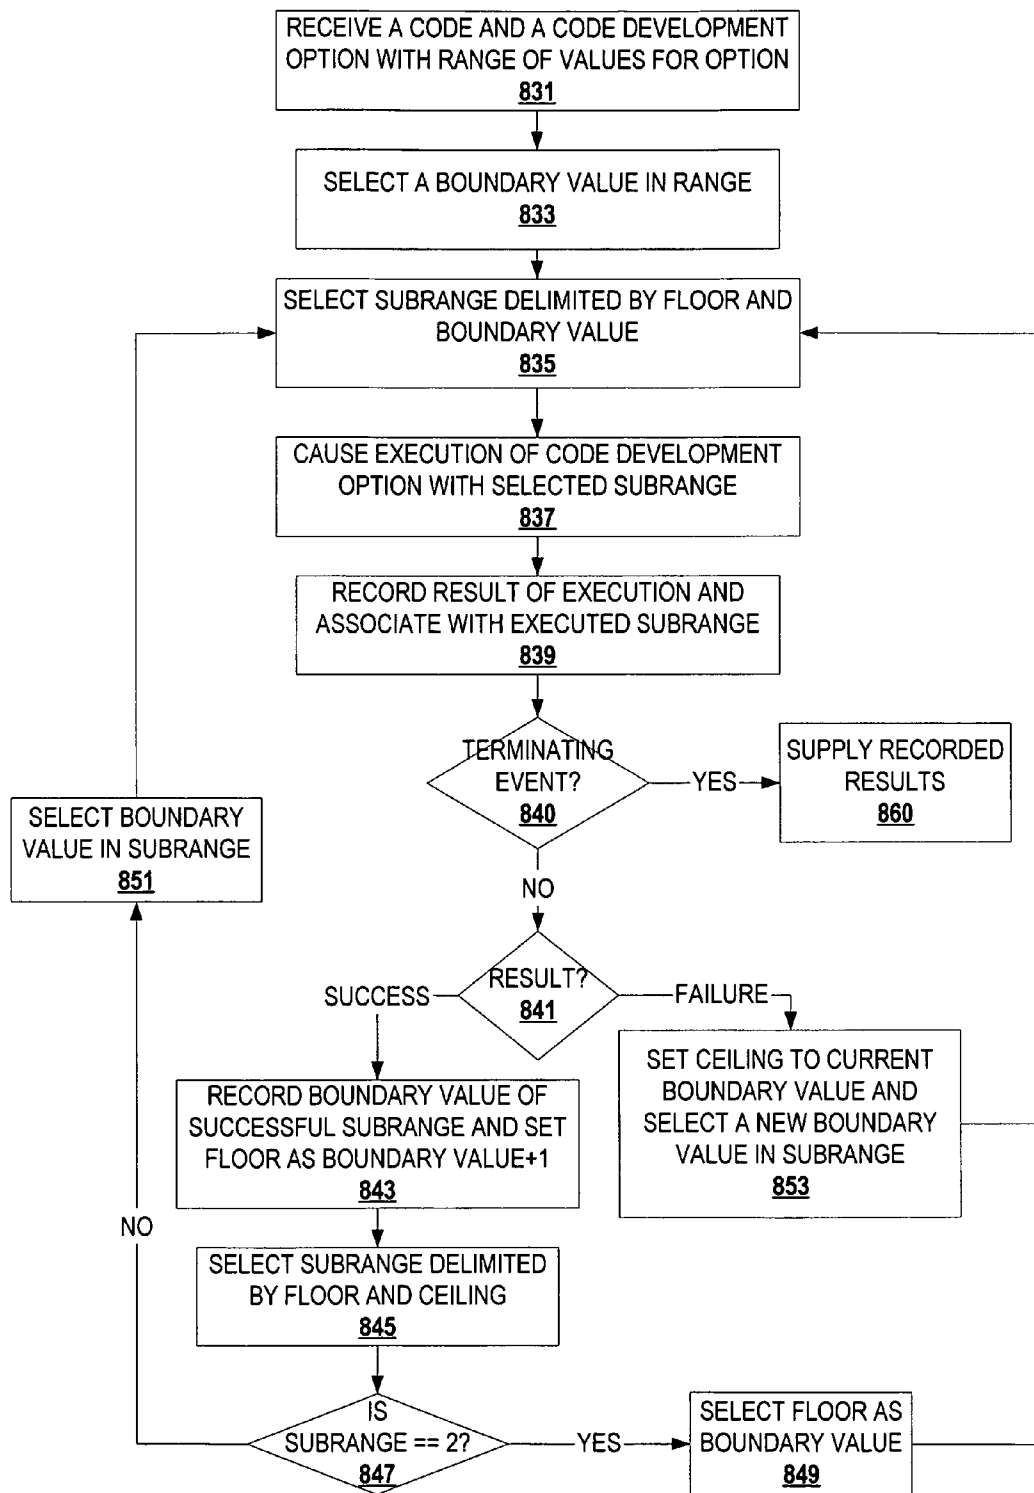 RECEIVE A CODE AND A CODE DEVELOPMENT
OPTION WITH RANGE OF VALUES FOR OPTION
831
SELECT A BOUNDARY VALUE IN RANGE
833
SELECT SUBRANGE DELIMITED BY FLOOR AND
BOUNDARY VALUE
835
CAUSE EXECUTION OF CODE DEVELOPMENT
OPTION WITH SELECTED SUBRANGE
837
RECORD RESULT OF EXECUTION AND
ASSOCIATE WITH EXECUTED SUBRANGE
839
TERMINATING
EVENT?
840
YES
SUPPLY RECORDED
RESULTS
860
SELECT BOUNDARY
VALUE IN SUBRANGE
851
NO
RESULT?
841
SUCCESS
FAILURE
SET CEILING TO CURRENT
BOUNDARY VALUE AND
SELECT A NEW BOUNDARY
VALUE IN SUBRANGE
853
RECORD BOUNDARY VALUE OF
SUCCESSFUL SUBRANGE AND SET
FLOOR AS BOUNDARY VALUE+1
843
NO
SELECT SUBRANGE DELIMITED
BY FLOOR AND CEILING
845
IS
SUBRANGE == 2?
847
YES
SELECT FLOOR AS
BOUNDARY VALUE
849